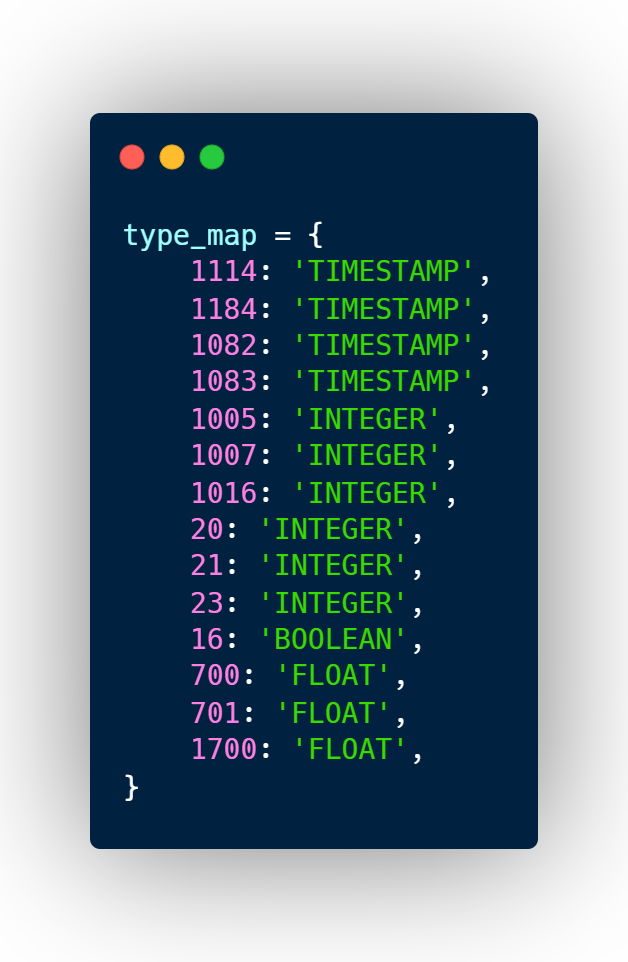 type_map = {
    1114: 'TIMESTAMP',
    1184: 'TIMESTAMP',
    1082: 'TIMESTAMP',
    1083: 'TIMESTAMP',
    1005: 'INTEGER',
    1007: 'INTEGER',
    1016: 'INTEGER',
    20: 'INTEGER',
    21: 'INTEGER',
    23: 'INTEGER',
    16: 'BOOLEAN',
    700: 'FLOAT',
    701: 'FLOAT',
    1700: 'FLOAT',
}